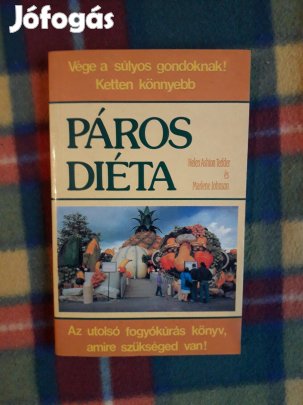 Jófogás
Vége a súlyos gondoknak!
Ketten könnyebb
PÁROS
DIÉTA
Helen Ashton Tedder
és
Marlene Johnson
Az utolsó fogyókúrás könyv,
amire szükséged van!